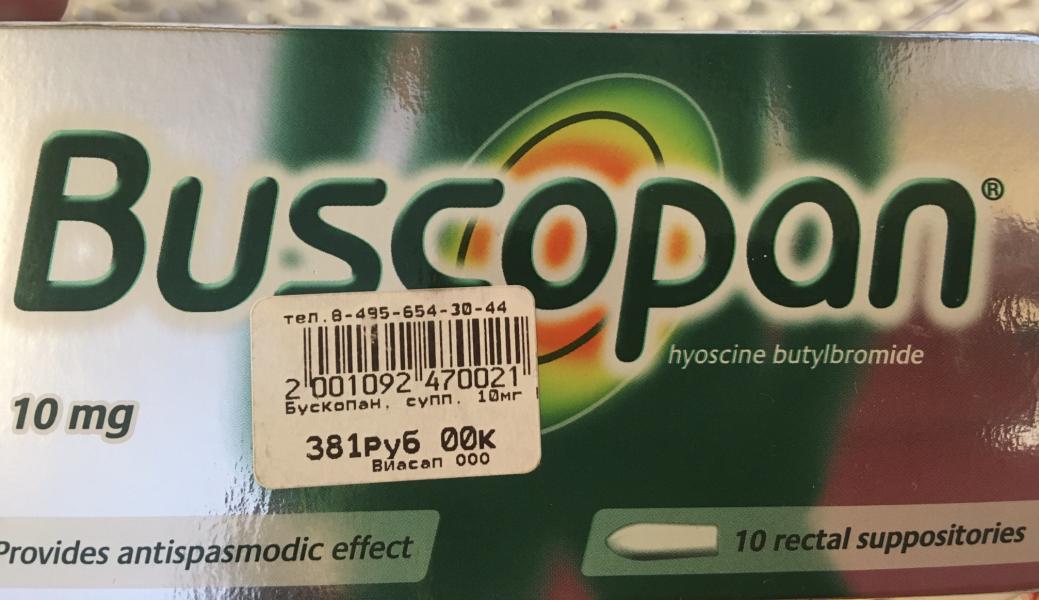 Buscopan®
hyoscine butylbromide
10 mg
тел.8-495-654-30-44
2 001092 470021
Бускопан, супп. 10мг
381Руб 00К
Виасап ООО
Provides antispasmodic effect
10 rectal suppositories